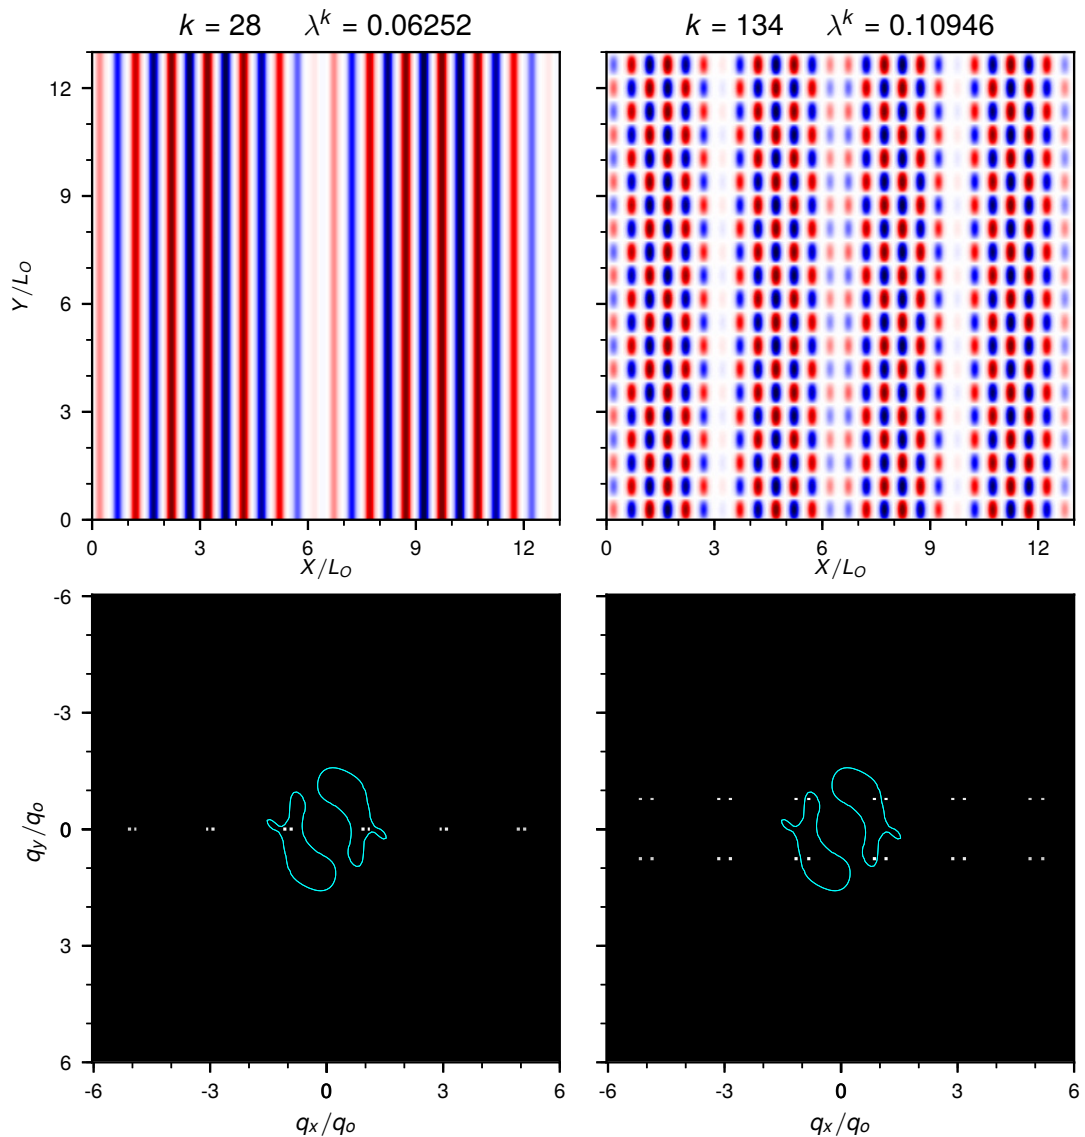 k = 28 λ^k = 0.06252
k = 134 λ^k = 0.10946
12
9
6
3
0
Y/L_O
0 3 6 9 12
X/L_O
0 3 6 9 12
X/L_O
-6
-3
0
3
6
q_y/q_o
-6 -3 0 3 6
q_x/q_o
-6 -3 0 3 6
q_x/q_o